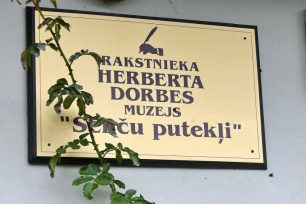 RAKSTNIEKA
HERBERTA
DORBES
MUZEJS
"Senču putekļi"